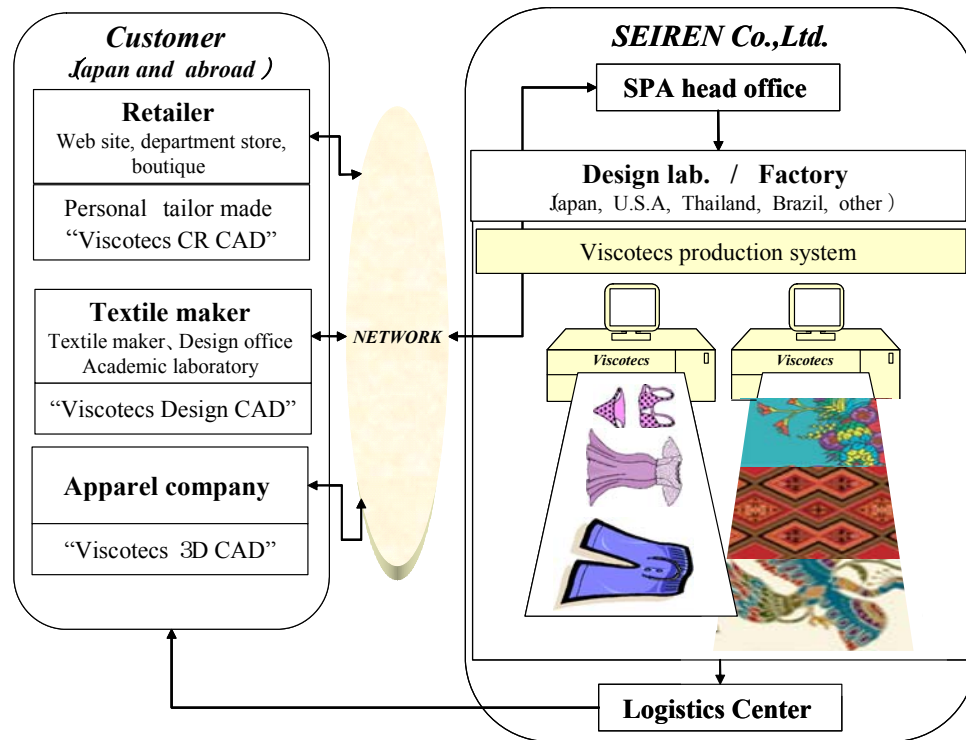 Customer
(Japan and abroad )
Retailer
Web site, department store,
boutique
Personal tailor made
“Viscotecs CR CAD”
Textile maker
Textile maker、Design office
Academic laboratory
“Viscotecs Design CAD”
Apparel company
“Viscotecs 3D CAD”
NETWORK
SEIREN Co.,Ltd.
SPA head office
Design lab. / Factory
(Japan, U.S.A, Thailand, Brazil, other )
Viscotecs production system
Viscotecs
Viscotecs
Logistics Center